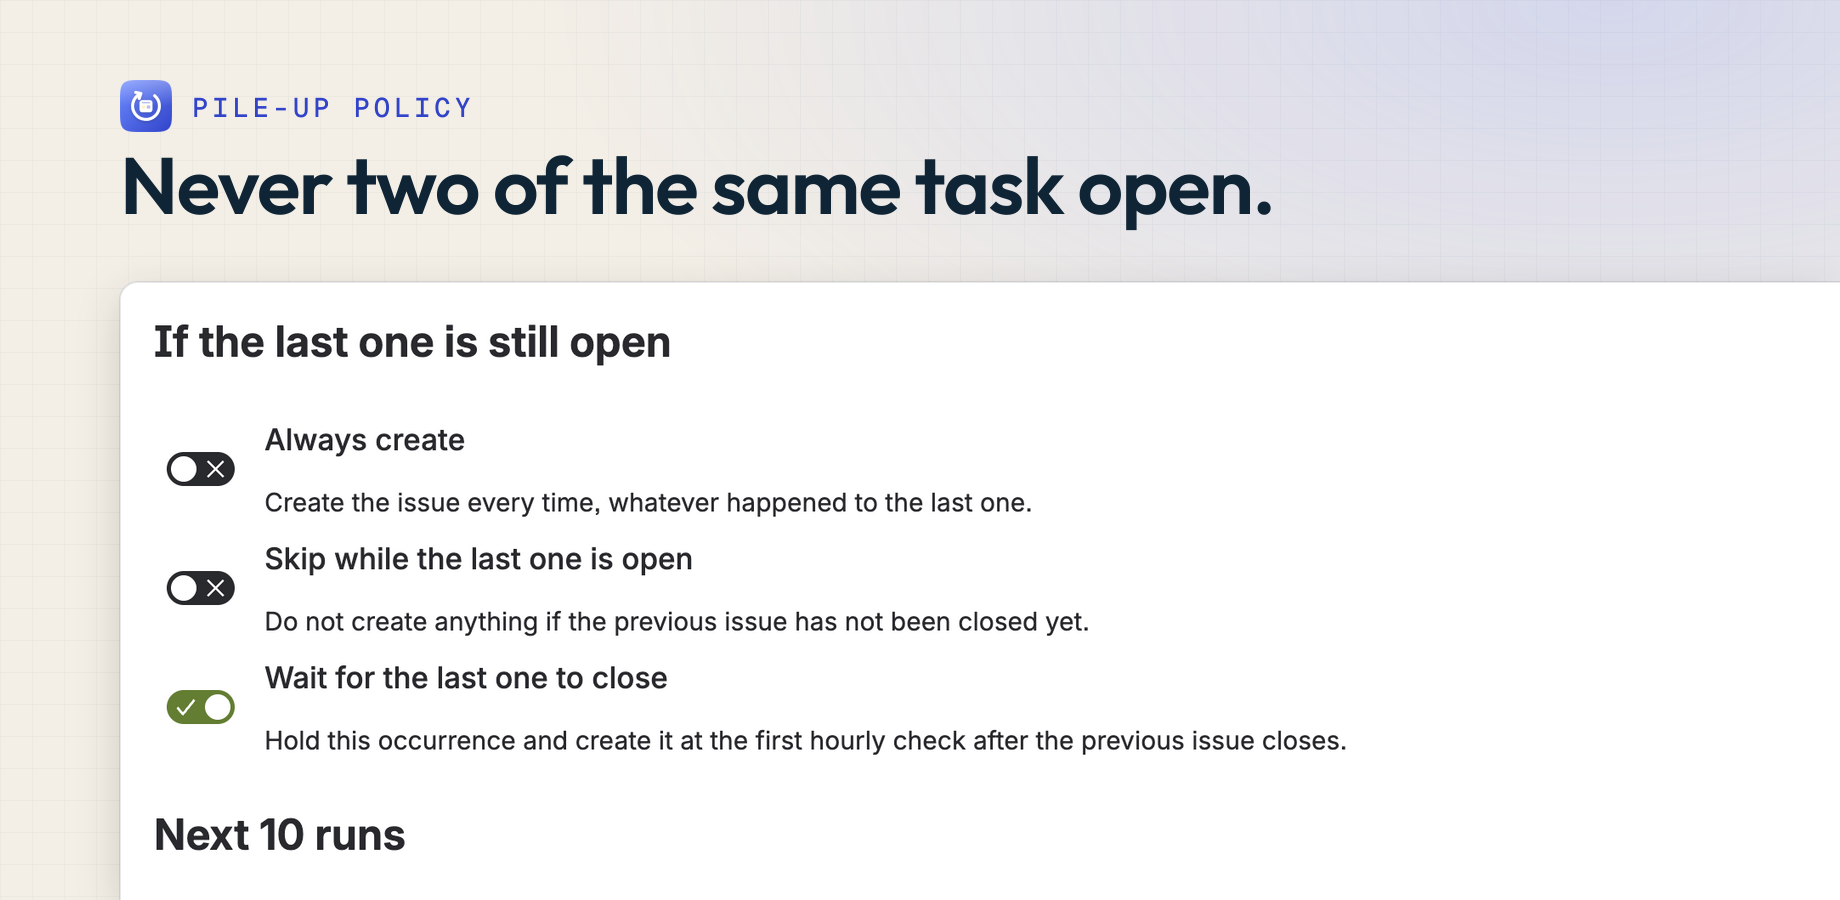 PILE-UP POLICY
Never two of the same task open.
If the last one is still open
Always create
Create the issue every time, whatever happened to the last one.
Skip while the last one is open
Do not create anything if the previous issue has not been closed yet.
Wait for the last one to close
Hold this occurrence and create it at the first hourly check after the previous issue closes.
Next 10 runs